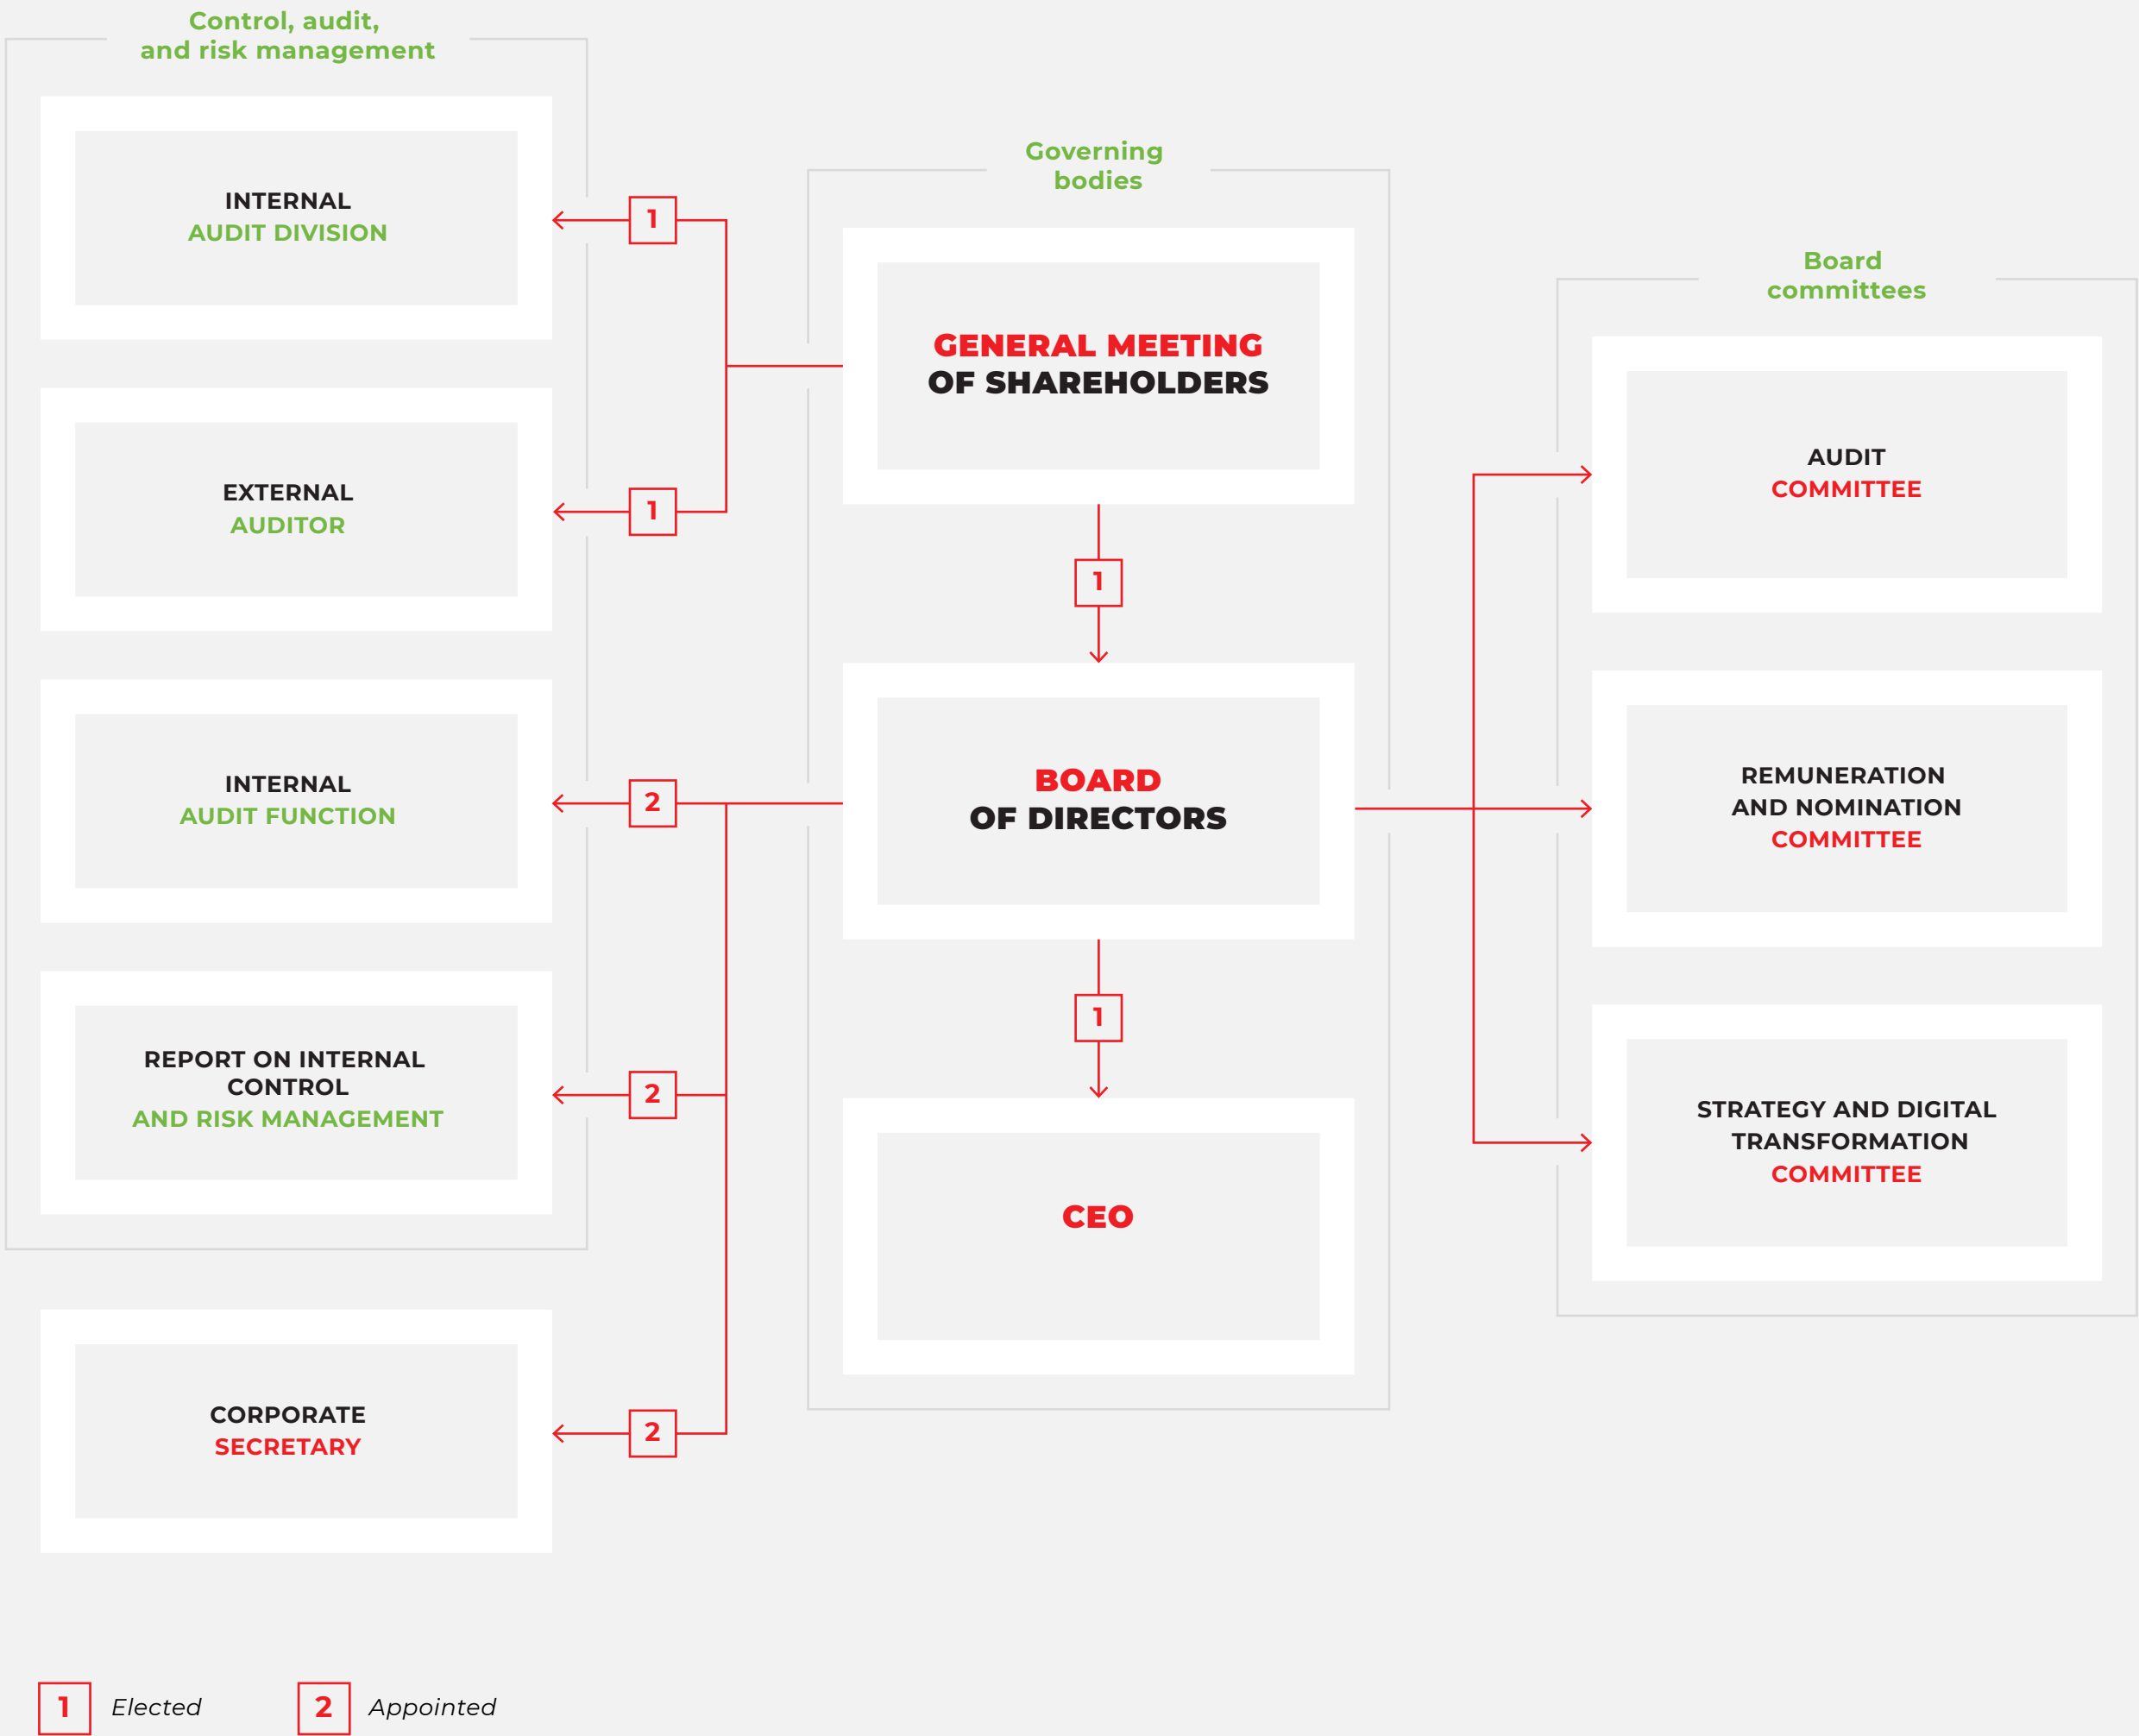 Control, audit,
and risk management
INTERNAL
AUDIT DIVISION
1
EXTERNAL
AUDITOR
1
INTERNAL
AUDIT FUNCTION
2
REPORT ON INTERNAL
CONTROL
AND RISK MANAGEMENT
2
CORPORATE
SECRETARY
2
Governing
bodies
GENERAL MEETING
OF SHAREHOLDERS
1
BOARD
OF DIRECTORS
1
CEO
Board
committees
AUDIT
COMMITTEE
REMUNERATION
AND NOMINATION
COMMITTEE
STRATEGY AND DIGITAL
TRANSFORMATION
COMMITTEE
1 Elected
2 Appointed